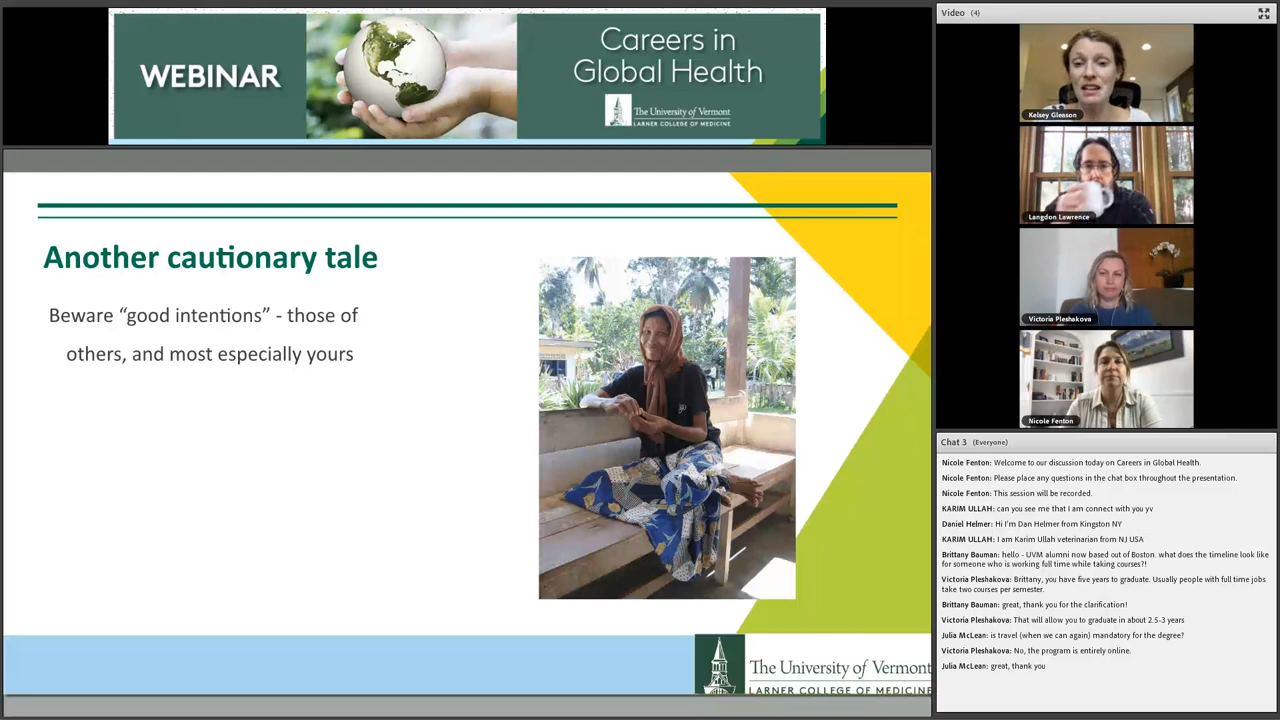 WEBINAR
Careers in
Global Health
The University of Vermont
LARNER COLLEGE OF MEDICINE
Another cautionary tale
Beware “good intentions” - those of
others, and most especially yours
The University of Vermont
LARNER COLLEGE OF MEDICINE
Video (4)
Kelsey Gleason
Langdon Lawrence
Victoria Pleshakova
Nicole Fenton
Chat 3 (Everyone)
Nicole Fenton: Welcome to our discussion today on Careers in Global Health.
Nicole Fenton: Please place any questions in the chat box throughout the presentation.
Nicole Fenton: This session will be recorded.
KARIM ULLAH: can you see me that I am connect with you yv
Daniel Helmer: Hi I'm Dan Helmer from Kingston NY
KARIM ULLAH: I am Karim Ullah veterinarian from NJ USA
Brittany Bauman: hello - UVM alumni now based out of Boston. what does the timeline look like
for someone who is working full time while taking courses?!
Victoria Pleshakova: Brittany, you have five years to graduate. Usually people with full time jobs
take two courses per semester.
Brittany Bauman: great, thank you for the clarification!
Victoria Pleshakova: That will allow you to graduate in about 2.5-3 years
Julia McLean: is travel (when we can again) mandatory for the degree?
Victoria Pleshakova: No, the program is entirely online.
Julia McLean: great, thank you